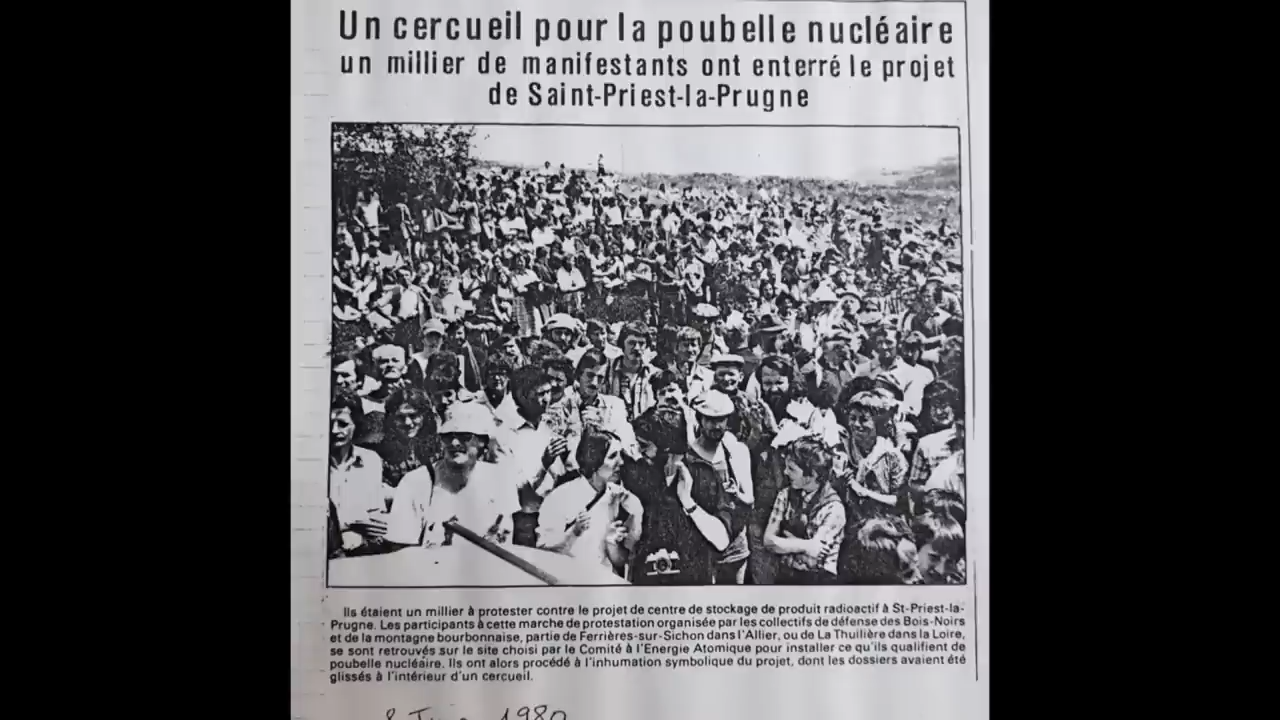 Un cercueil pour la poubelle nucléaire
un millier de manifestants ont enterré le projet
de Saint-Priest-la-Prugne
Ils étaient un millier à protester contre le projet de centre de stockage de produit radioactif à St-Priest-la-
Prugne. Les participants à cette marche de protestation organisée par les collectifs de défense des Bois-Noirs
et de la montagne bourbonnaise, partie de Ferrières-sur-Sichon dans l'Allier, ou de La Thuilière dans la Loire,
se sont retrouvés sur le site choisi par le Comité à l'Energie Atomique pour installer ce qu'ils qualifient de
poubelle nucléaire. Ils ont alors procédé à l'inhumation symbolique du projet, dont les dossiers avaient été
glissés à l'intérieur d'un cercueil.
1980